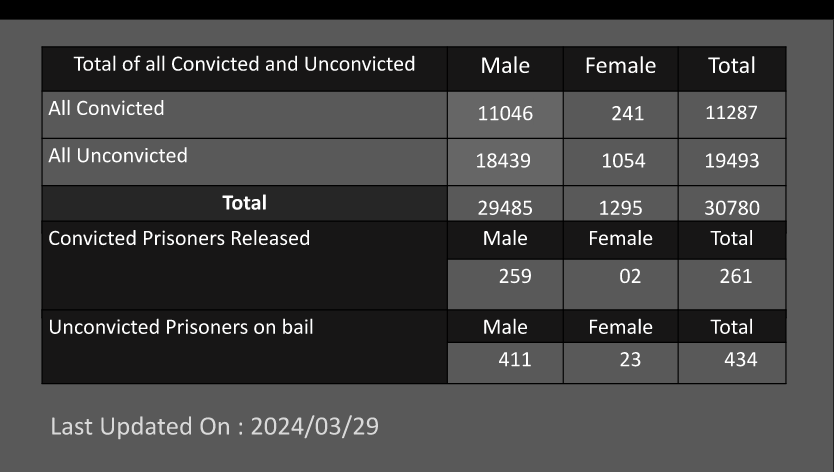 Total of all Convicted and Unconvicted Male Female Total
All Convicted 11046 241 11287
All Unconvicted 18439 1054 19493
Total 29485 1295 30780
Convicted Prisoners Released Male Female Total
259 02 261
Unconvicted Prisoners on bail Male Female Total
411 23 434
Last Updated On : 2024/03/29